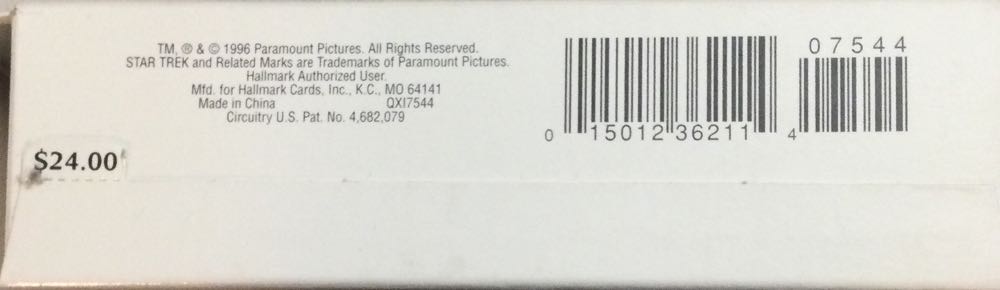 TM, ® & © 1996 Paramount Pictures. All Rights Reserved.
STAR TREK and Related Marks are Trademarks of Paramount Pictures.
Hallmark Authorized User.
Mfd. for Hallmark Cards, Inc., K.C., MO 64141
Made in China QXI7544
Circuitry U.S. Pat. No. 4,682,079
$24.00
07544
0 15012 36211 4